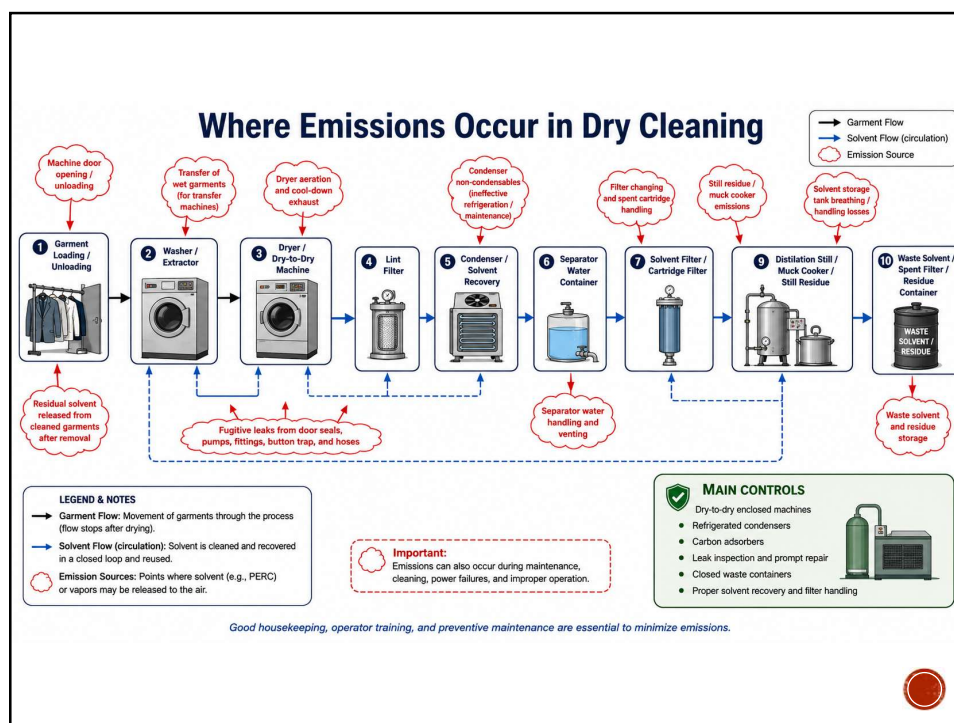 Where Emissions Occur in Dry Cleaning
Garment Flow
Solvent Flow (circulation)
Emission Source
Machine door
opening /
unloading
Transfer of
wet garments
(for transfer
machines)
Dryer aeration
and cool-down
exhaust
Condenser
non-condensables
(ineffective
refrigeration /
maintenance)
Filter changing
and spent cartridge
handling
Still residue /
muck cooker
emissions
Solvent storage
tank breathing /
handling losses
1 Garment
Loading /
Unloading
2 Washer /
Extractor
3 Dryer /
Dry-to-Dry
Machine
4 Lint
Filter
5 Condenser /
Solvent
Recovery
6 Separator
Water
Container
7 Solvent Filter /
Cartridge Filter
9 Distilation Still /
Muck Cooker /
Still Residue
10 Waste Solvent /
Spent Filter /
Residue
Container
WASTE
SOLVENT /
RESIDUE
Residual solvent
released from
cleaned garments
after removal
Fugitive leaks from door seals,
pumps, fittings, button trap, and hoses
Separator water
handling and
venting
Waste solvent
and residue
storage
LEGEND & NOTES
Garment Flow: Movement of garments through the process
(flow stops after drying).
Solvent Flow (circulation): Solvent is cleaned and recovered
in a closed loop and reused.
Emission Sources: Points where solvent (e.g., PERC)
or vapors may be released to the air.
Important:
Emissions can also occur during maintenance,
cleaning, power failures, and improper operation.
MAIN CONTROLS
Dry-to-dry enclosed machines
• Refrigerated condensers
• Carbon adsorbers
• Leak inspection and prompt repair
• Closed waste containers
• Proper solvent recovery and filter handling
Good housekeeping, operator training, and preventive maintenance are essential to minimize emissions.